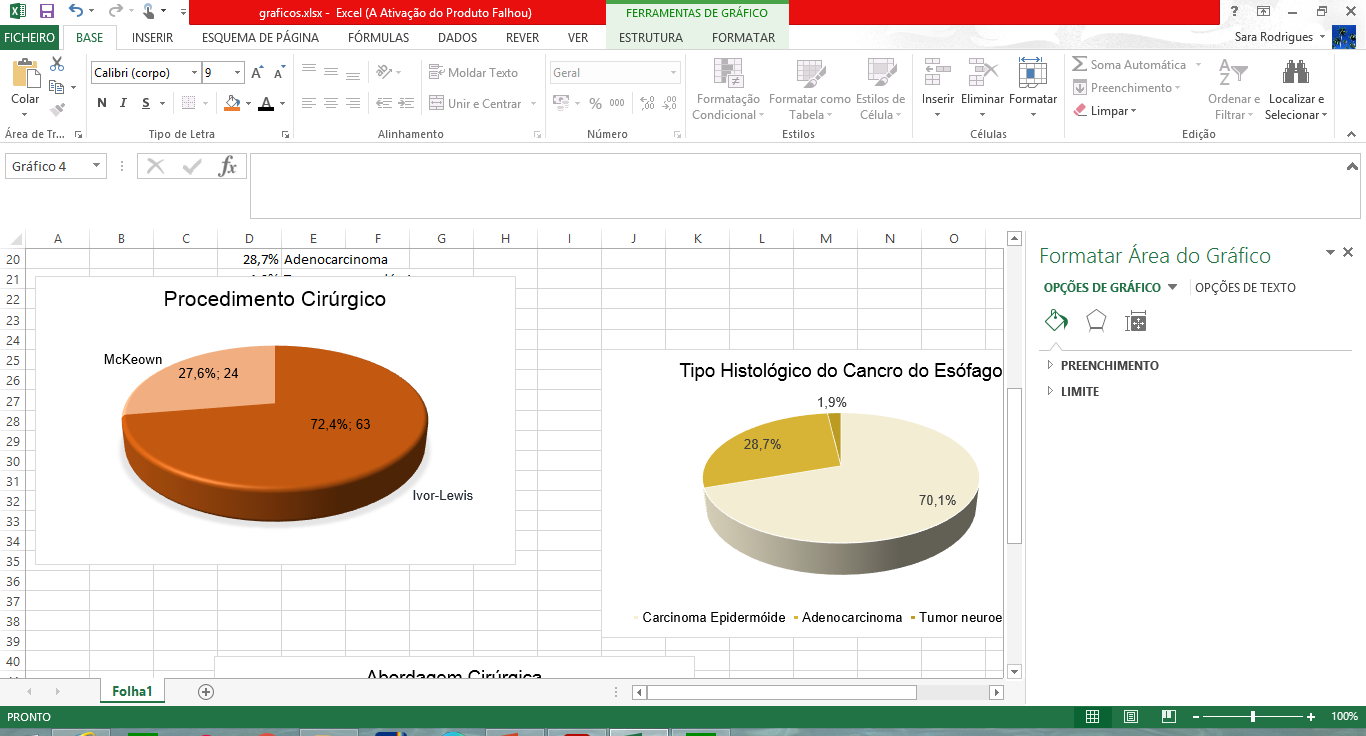 graficos.xlsx - Excel (A Ativação do Produto Falhou)
FERRAMENTAS DE GRÁFICO
?
FICHEIRO BASE INSERIR ESQUEMA DE PÁGINA FÓRMULAS DADOS REVER VER ESTRUTURA FORMATAR
Sara Rodrigues
Colar
Calibri (corpo) 9
N I S A
Moldar Texto
Unir e Centrar
Geral
% 000
Formatação Condicional
Formatar como Tabela
Estilos de Célula
Inserir Eliminar Formatar
Soma Automática
Preenchimento
Limpar
Ordenar e Filtrar
Localizar e Selecionar
Área de Tr... Tipo de Letra Alinhamento Número Estilos Células Edição
Gráfico 4
fx
A B C D E F G H I J K L M N O
20 28,7% Adenocarcinoma
21
22
23
24
25
26
27
28
29
30
31
32
33
34
35
36
37
38
39
40
Procedimento Cirúrgico
McKeown
27,6%; 24
72,4%; 63
Ivor-Lewis
Tipo Histológico do Cancro do Esófago
1,9%
28,7%
70,1%
Carcinoma Epidermóide Adenocarcinoma Tumor neuroe
Abordagem Cirúrgica
Formatar Área do Gráfico
OPÇÕES DE GRÁFICO OPÇÕES DE TEXTO
PREENCHIMENTO
LIMITE
Folha1
PRONTO
100%